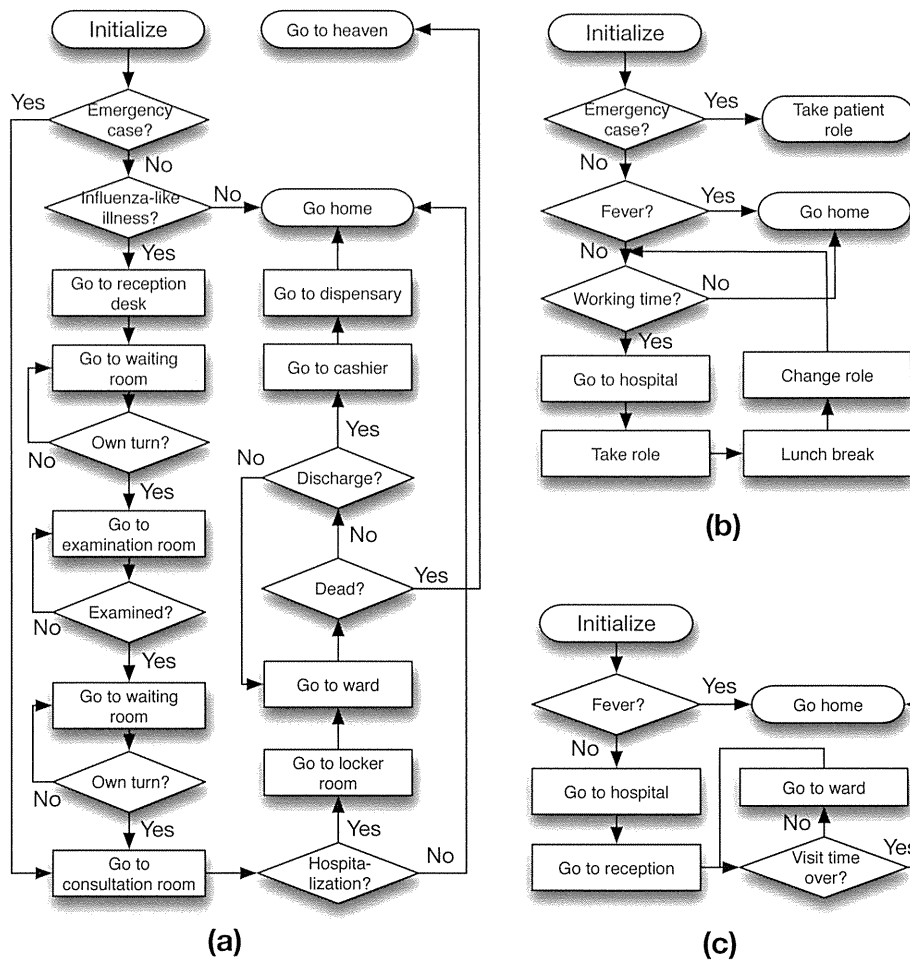 Initialize
Yes
Emergency
case?
No
Influenza-like
illness?
No
Yes
Go to reception
desk
Go to waiting
room
Own turn?
No
Yes
Go to
examination room
Examined?
No
Yes
Go to waiting
room
Own turn?
No
Yes
Go to
consultation room
Go to heaven
Go home
Go to dispensary
Go to cashier
Yes
No
Discharge?
No
Dead?
Yes
Go to ward
Go to locker
room
Yes
Hospita-
lization?
No
(a)
Initialize
Emergency
case?
Yes
Take patient
role
No
Fever?
Yes
Go home
No
Working time?
No
Yes
Go to hospital
Change role
Take role
Lunch break
(b)
Initialize
Fever?
Yes
Go home
No
Go to hospital
Go to ward
No
Go to reception
Visit time
over?
Yes
(c)